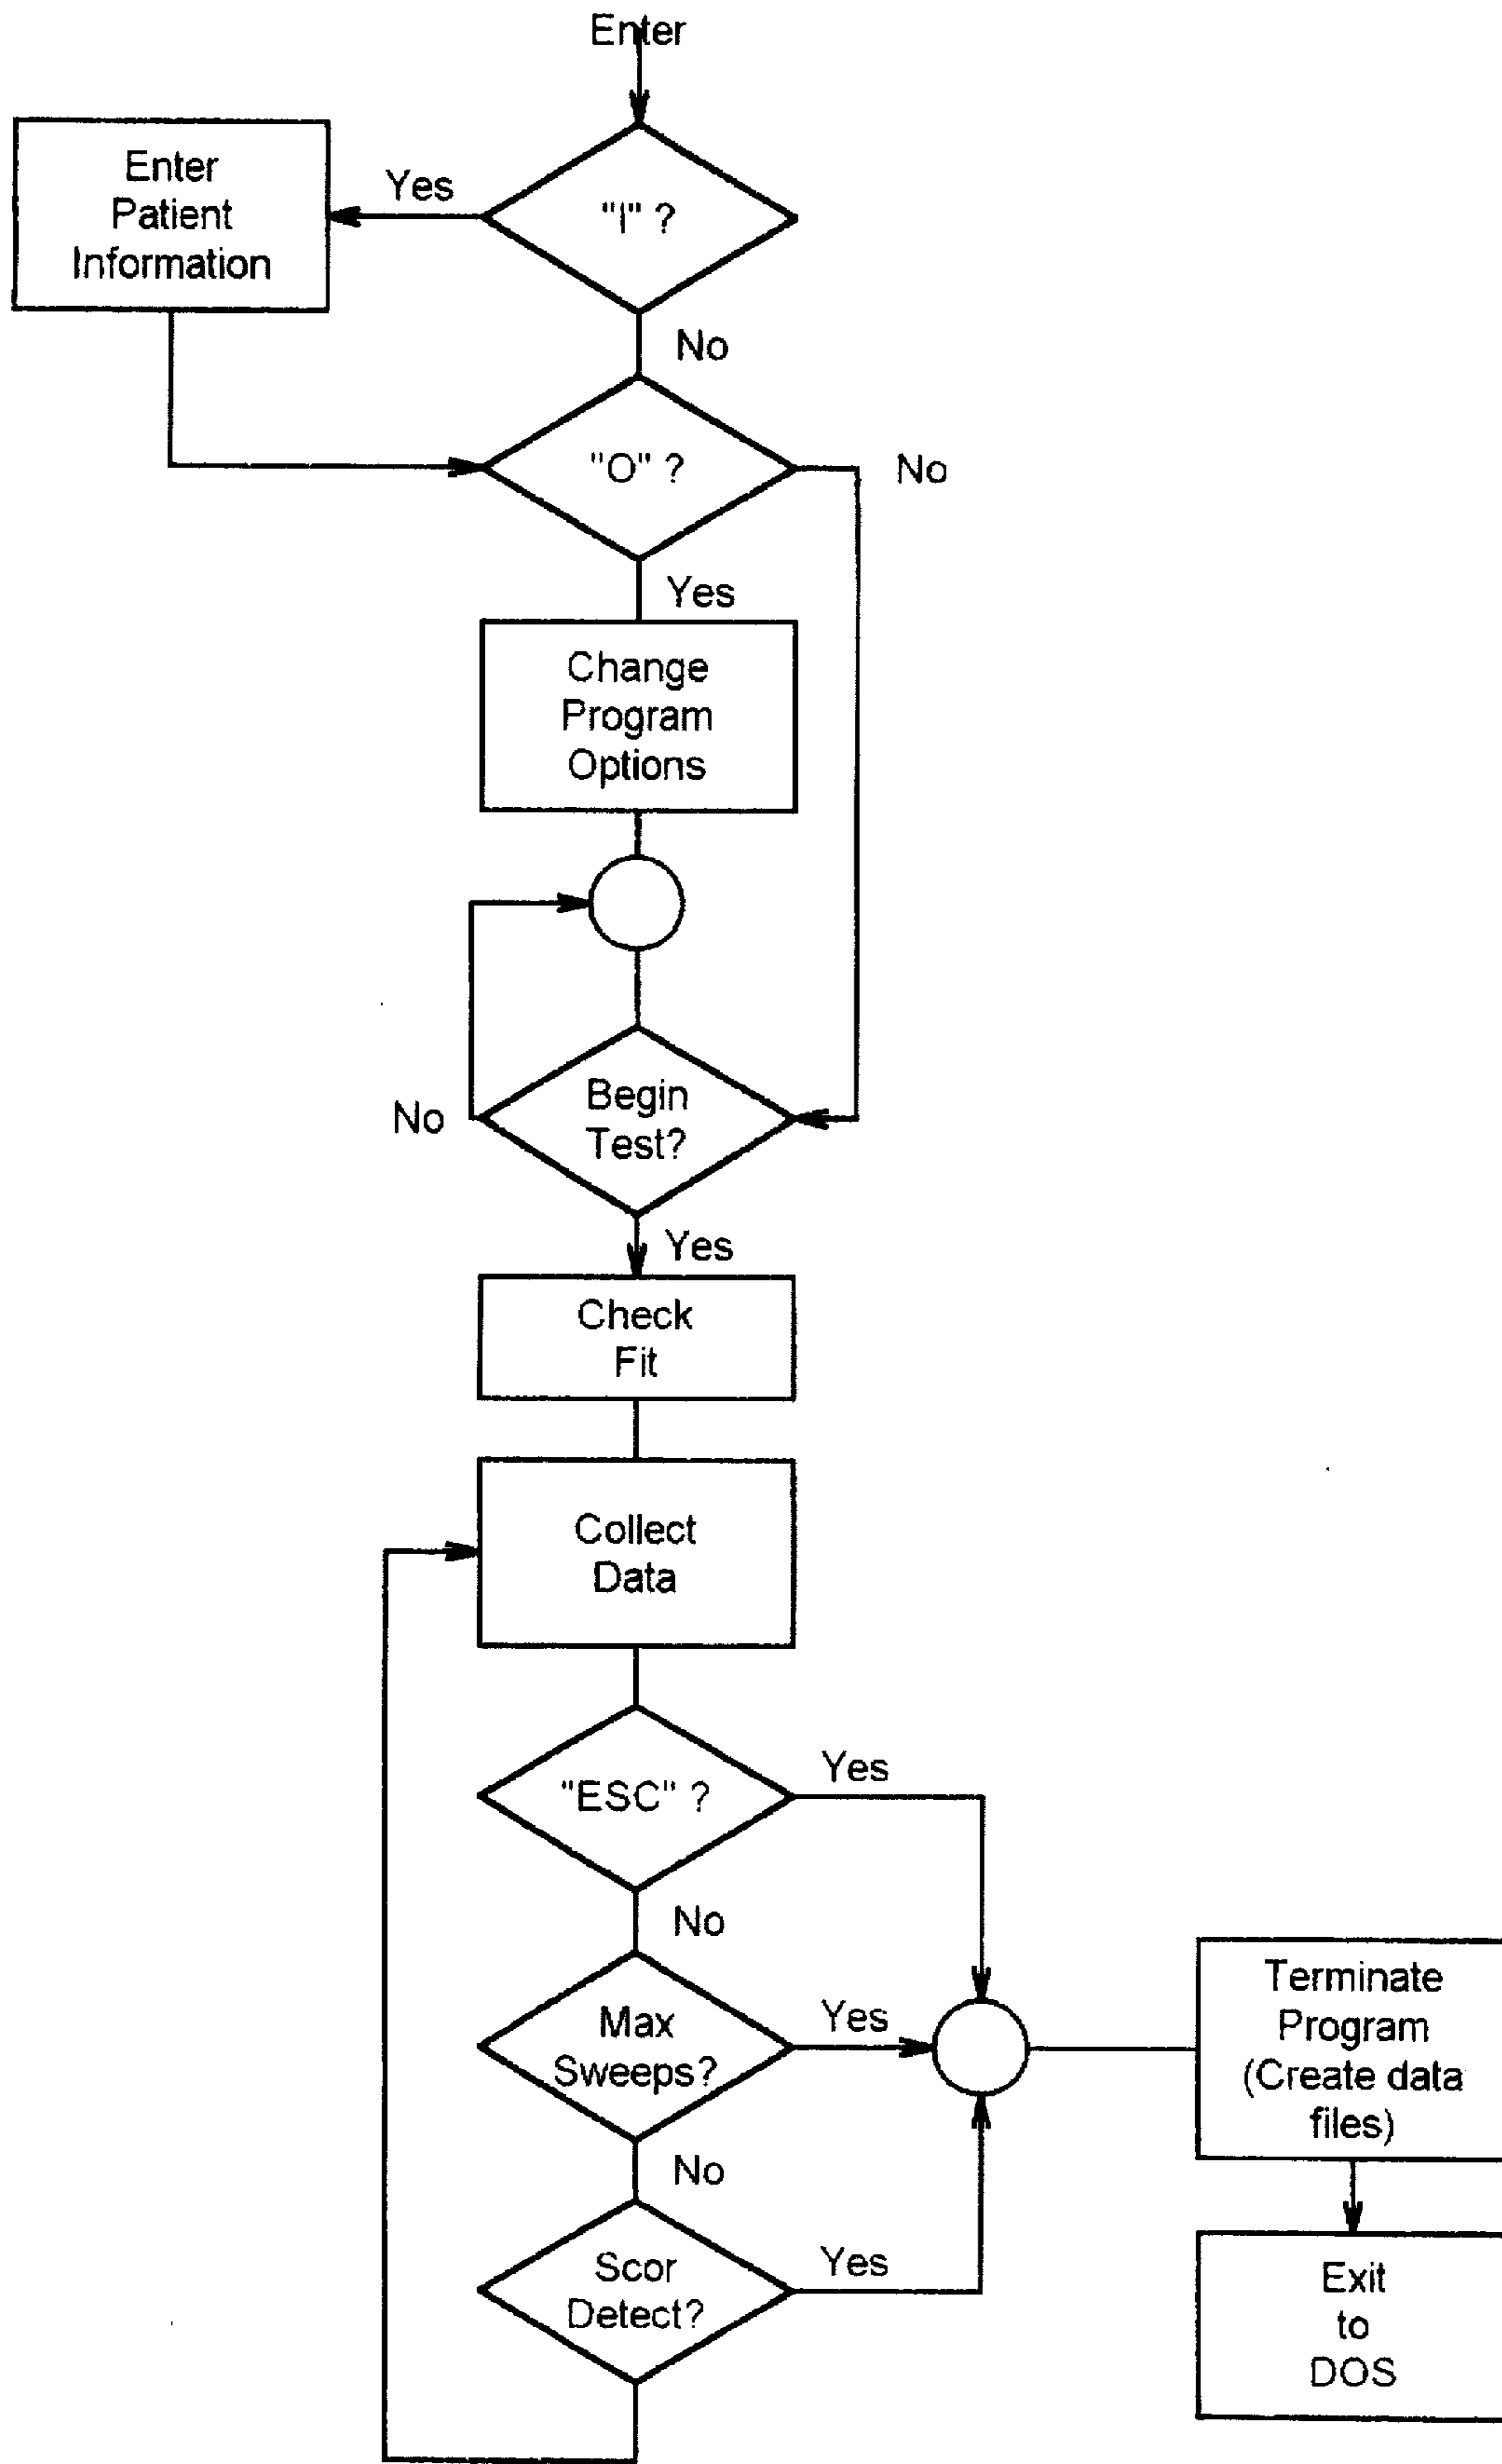 Enter
Enter
Patient
Information
Yes
"I" ?
No
"O" ?
No
Yes
Change
Program
Options
No
Begin
Test?
Yes
Check
Fit
Collect
Data
"ESC" ?
Yes
No
Max
Sweeps?
Yes
Terminate
Program
(Create data
files)
No
Scor
Detect?
Yes
Exit
to
DOS